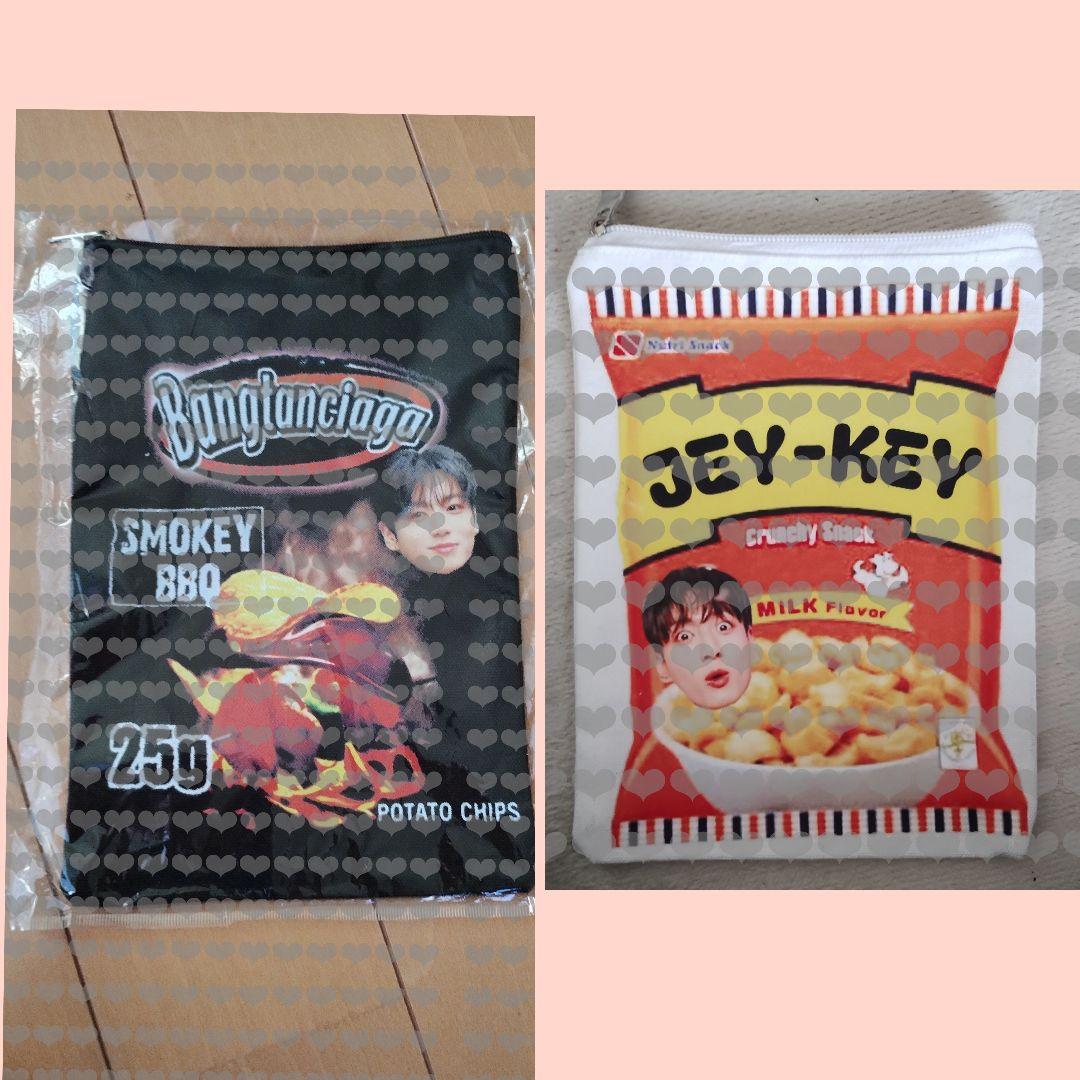 Bangtanciaga
SMOKEY
BBQ
25g
POTATO CHIPS
Nutri Snack
JEY-KEY
Crunchy Snack
MiLK Flavor